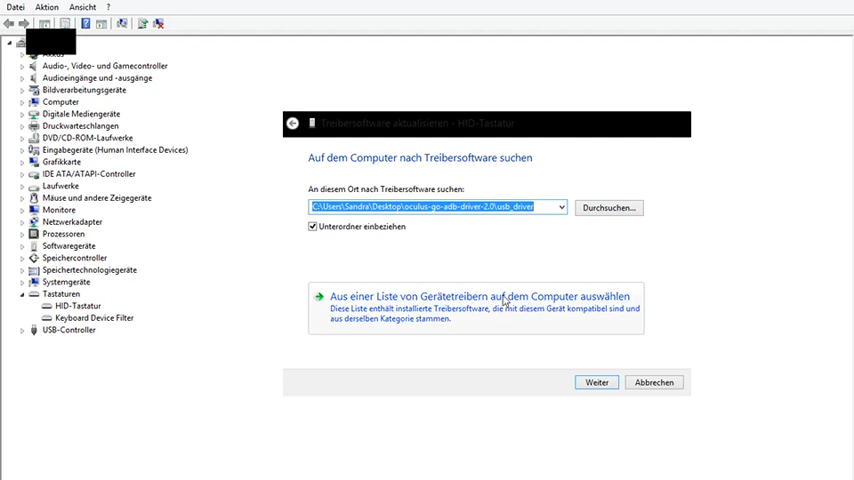 Datei Aktion Ansicht ?
Akkus
Audio-, Video- und Gamecontroller
Audioeingänge und -ausgänge
Bildverarbeitungsgeräte
Computer
Digitale Mediengeräte
Druckwarteschlangen
DVD/CD-ROM-Laufwerke
Eingabegeräte (Human Interface Devices)
Grafikkarte
IDE ATA/ATAPI-Controller
Laufwerke
Mäuse und andere Zeigegeräte
Monitore
Netzwerkadapter
Prozessoren
Softwaregeräte
Speichercontroller
Speichertechnologiegeräte
Systemgeräte
Tastaturen
HID-Tastatur
Keyboard Device Filter
USB-Controller
Treibersoftware aktualisieren - HID-Tastatur
Auf dem Computer nach Treibersoftware suchen
An diesem Ort nach Treibersoftware suchen:
C:\Users\Sandra\Desktop\oculus-go-adb-driver-2.0\usb_driver
Durchsuchen...
Unterordner einbeziehen
Aus einer Liste von Gerätetreibern auf dem Computer auswählen
Diese Liste enthält installierte Treibersoftware, die mit diesem Gerät kompatibel sind und
aus derselben Kategorie stammen.
Weiter Abbrechen